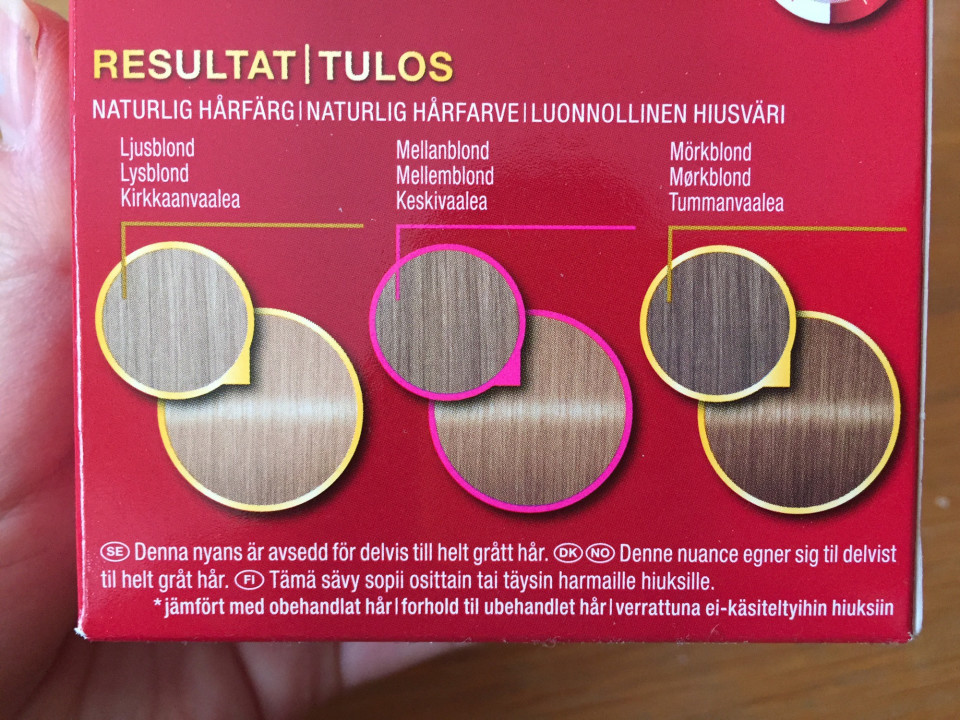 RESULTAT|TULOS
NATURLIG HÅRFÄRG|NATURLIG HÅRFARVE|LUONNOLLINEN HIUSVÄRI
Ljusblond
Lysblond
Kirkkaanvaalea
Mellanblond
Mellemblond
Keskivaalea
Mörkblond
Mørkblond
Tummanvaalea
SE Denna nyans är avsedd för delvis till helt grått hår. DK NO Denne nuance egner sig til delvist
til helt gråt hår. FI Tämä sävy sopii osittain tai täysin harmaille hiuksille.
*jämfört med obehandlat hår|forhold til ubehandlet hår|verrattuna ei-käsiteltyihin hiuksiin